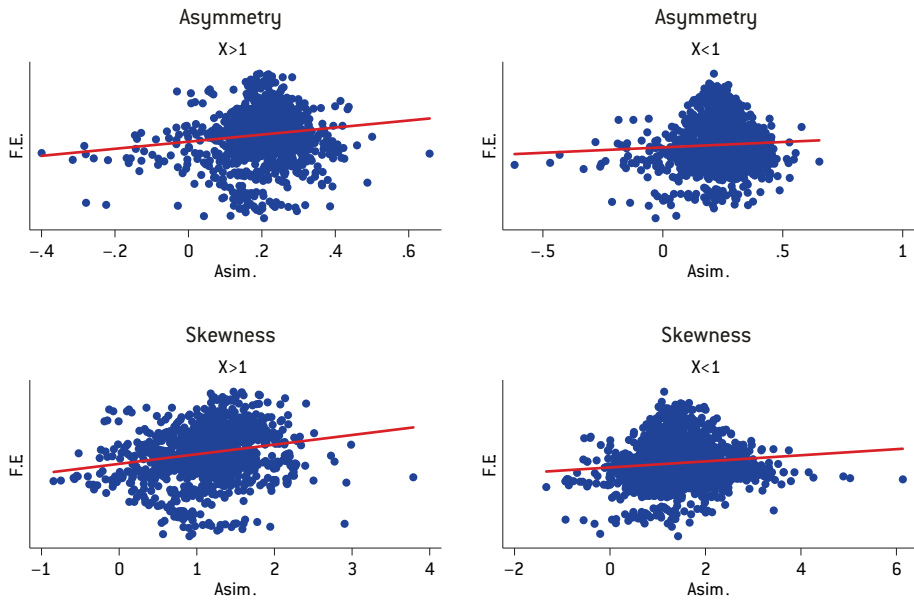 Asymmetry
X>1
F.E.
−.4 −.2 0 .2 .4 .6
Asim.
Asymmetry
X<1
F.E.
−.5 0 .5 1
Asim.
Skewness
X>1
F.E.
−1 0 1 2 3 4
Asim.
Skewness
X<1
F.E
−2 0 2 4 6
Asim.